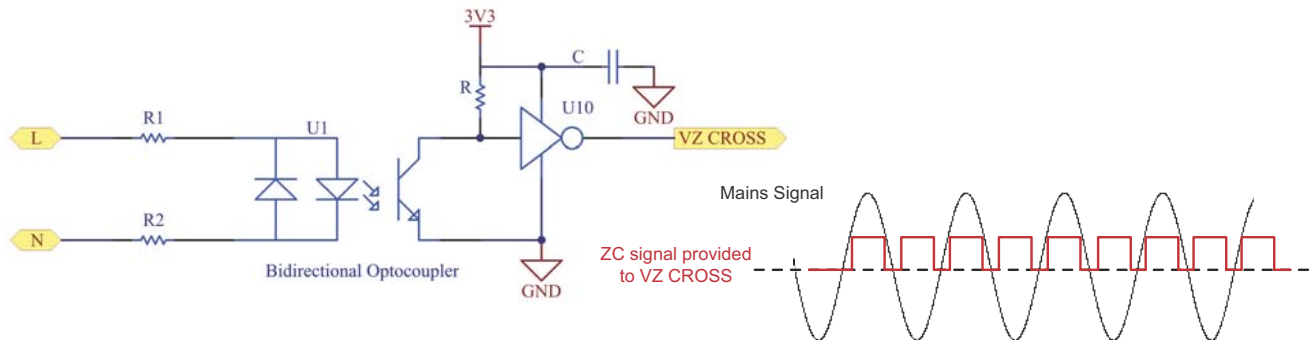 3V3
C
R
GND
U10
L
R1
U1
VZ CROSS
N
R2
Bidirectional Optocoupler
GND
Mains Signal
ZC signal provided
to VZ CROSS